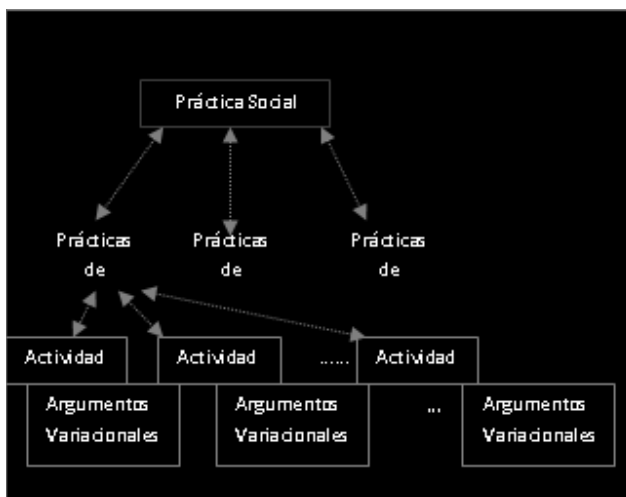 Práctica Social
Prácticas Prácticas Prácticas
de de de
Actividad Actividad ...... Actividad
Argumentos Argumentos ... Argumentos
Variacionales Variacionales Variacionales